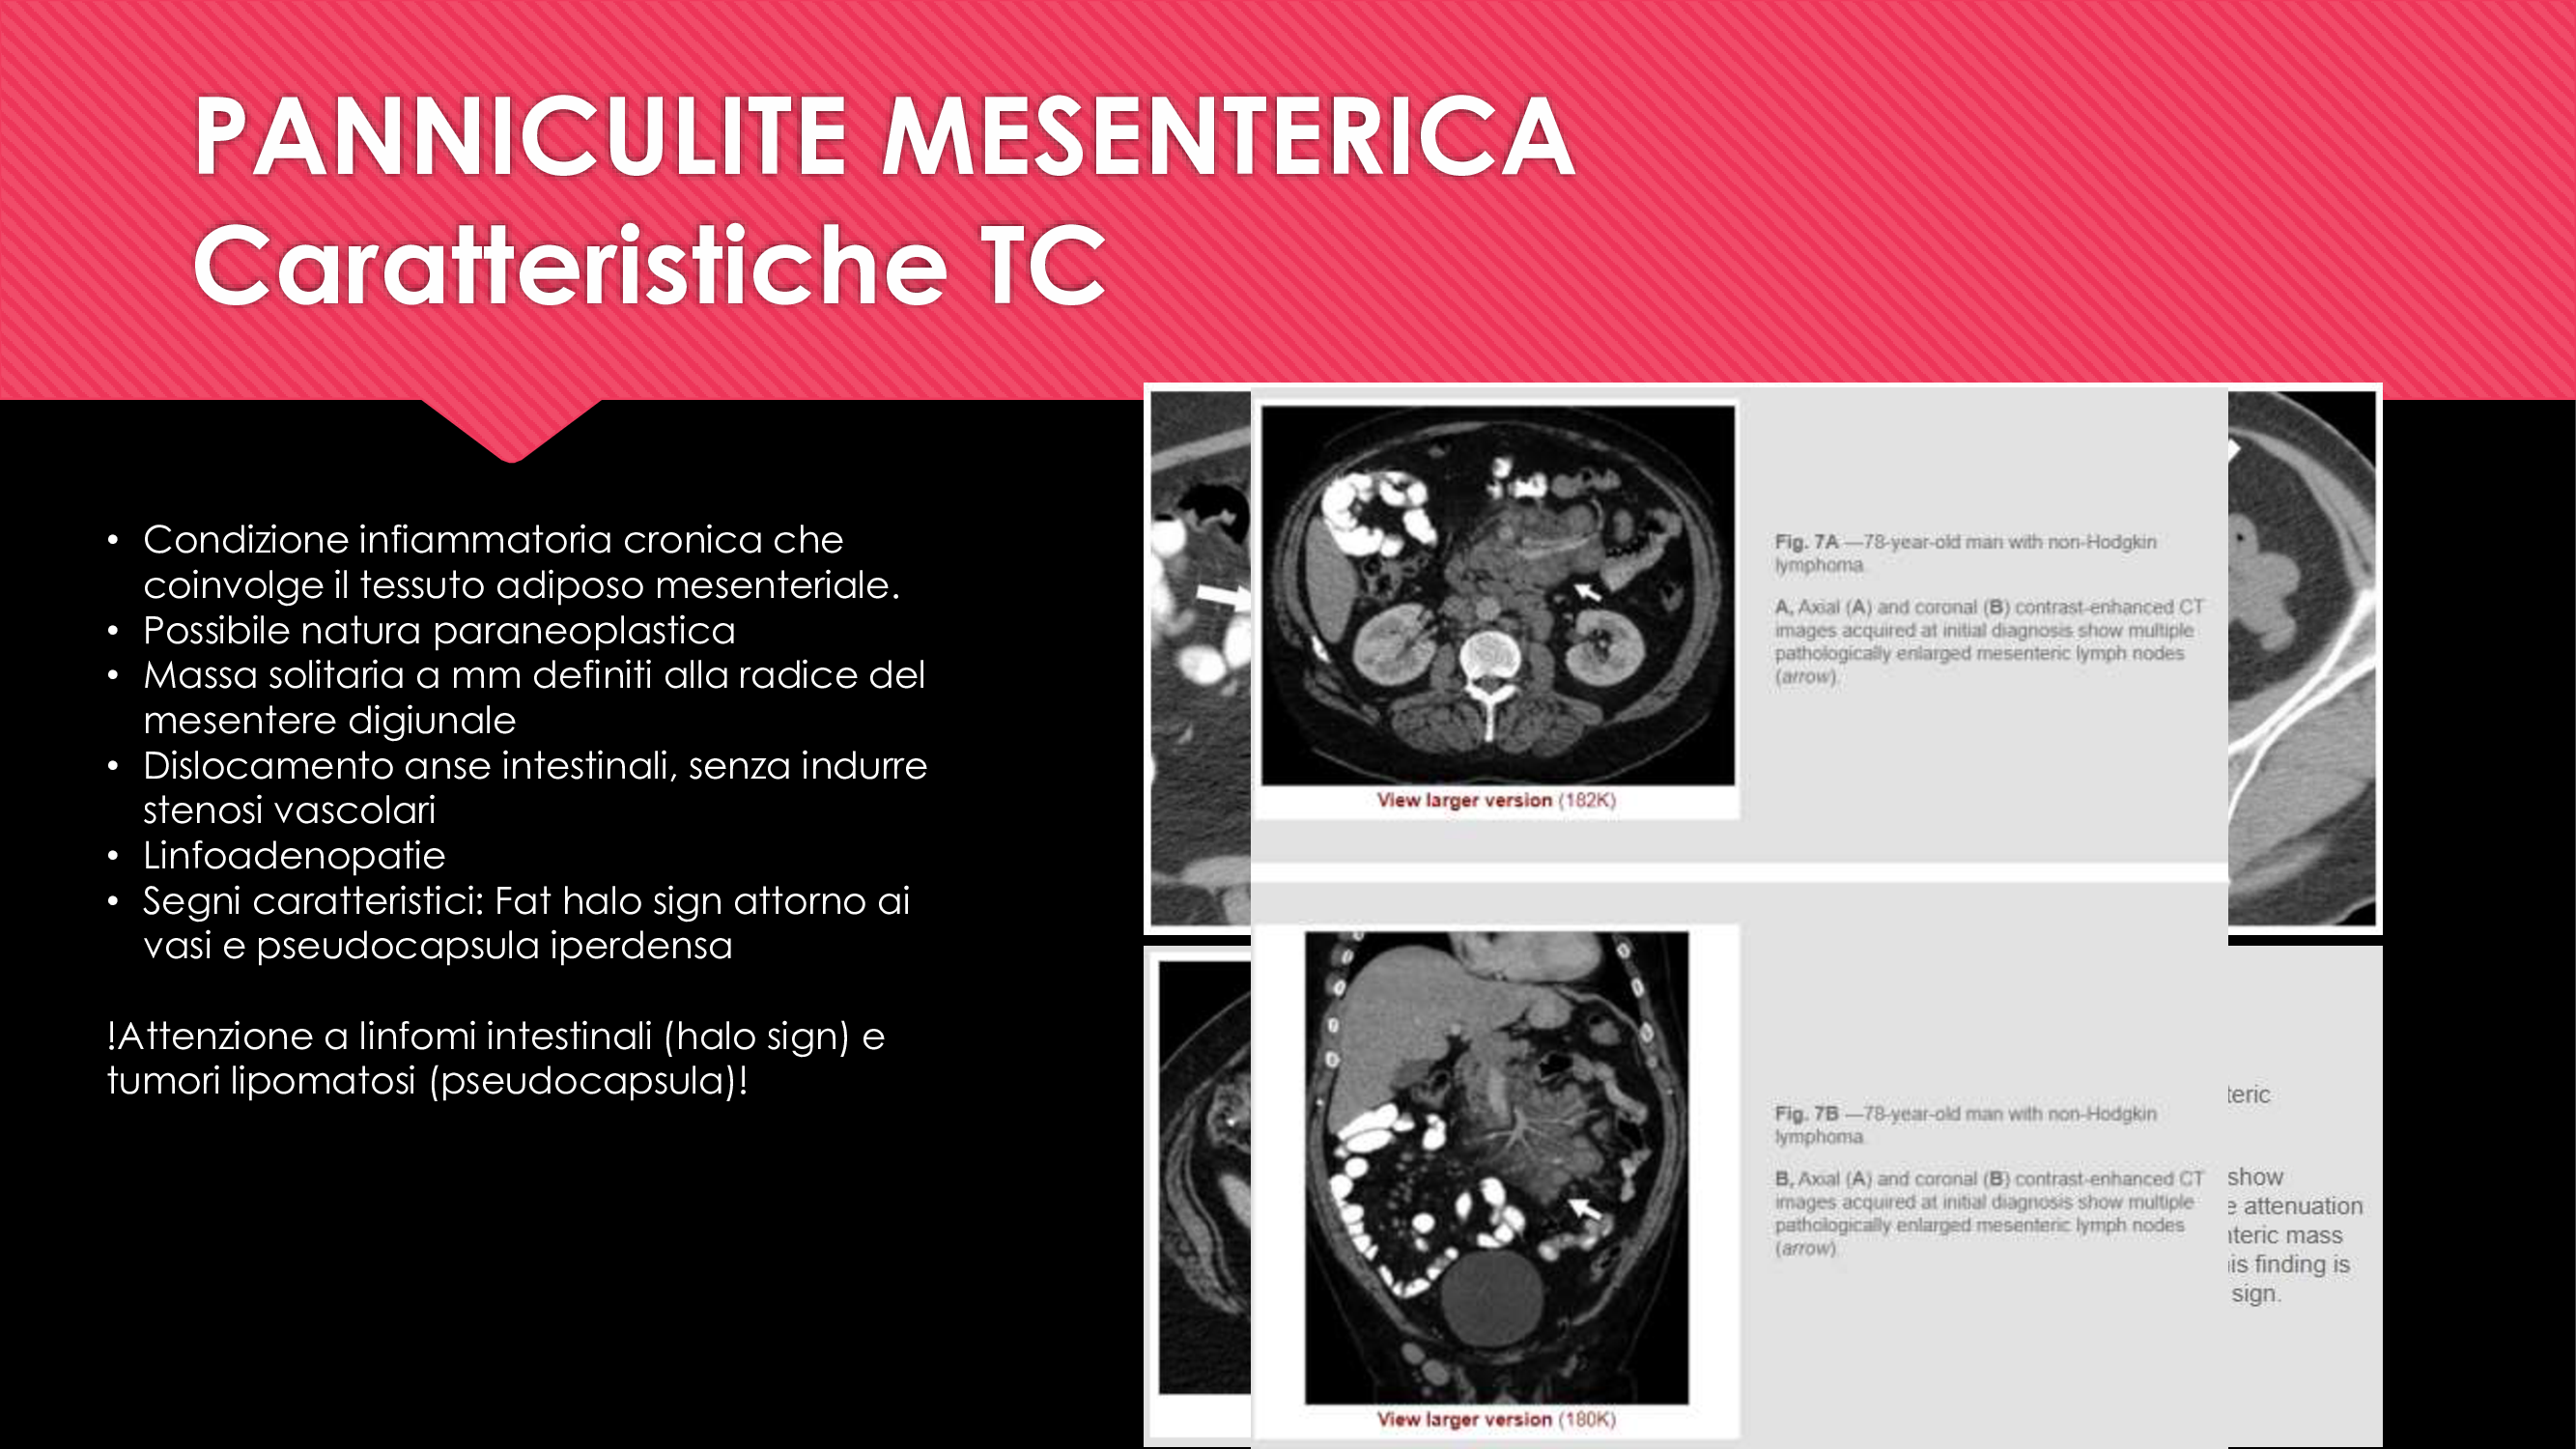 PANNICULITE MESENTERICA
Caratteristiche TC
• Condizione infiammatoria cronica che
coinvolge il tessuto adiposo mesenteriale.
• Possibile natura paraneoplastica
• Massa solitaria a mm definiti alla radice del
mesentere digiunale
• Dislocamento anse intestinali, senza indurre
stenosi vascolari
• Linfoadenopatie
• Segni caratteristici: Fat halo sign attorno ai
vasi e pseudocapsula iperdensa
!Attenzione a linfomi intestinali (halo sign) e
tumori lipomatosi (pseudocapsula)!
Fig. 7A —78-year-old man with non-Hodgkin
lymphoma.
A, Axial (A) and coronal (B) contrast-enhanced CT
images acquired at initial diagnosis show multiple
pathologically enlarged mesenteric lymph nodes
(arrow).
View larger version (182K)
Fig. 7B —78-year-old man with non-Hodgkin
lymphoma.
B, Axial (A) and coronal (B) contrast-enhanced CT
images acquired at initial diagnosis show multiple
pathologically enlarged mesenteric lymph nodes
(arrow).
View larger version (180K)
teric
show
e attenuation
nteric mass
is finding is
sign.